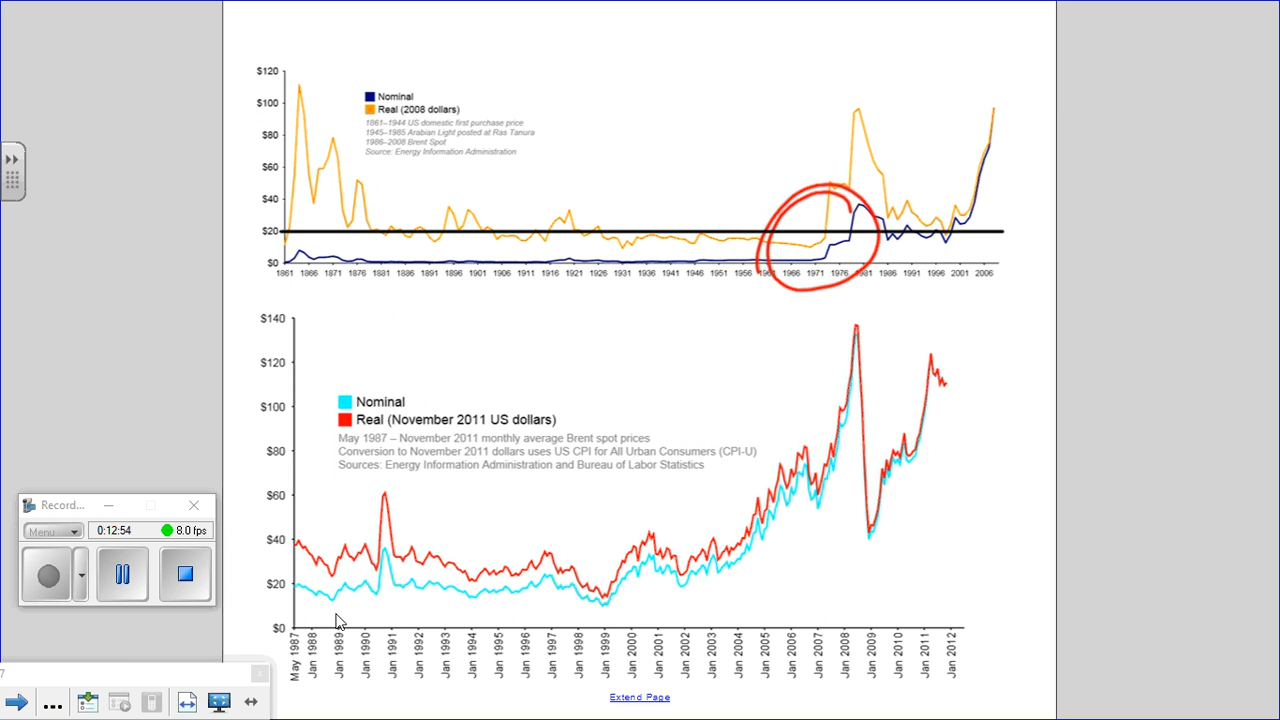 $120
$100
$80
$60
$40
$20
$0
Nominal
Real (2008 dollars)
1861–1944 US domestic first purchase price
1945–1985 Arabian Light posted at Ras Tanura
1986–2008 Brent Spot
Source: Energy Information Administration
1861 1866 1871 1876 1881 1886 1891 1896 1901 1906 1911 1916 1921 1926 1931 1936 1941 1946 1951 1956 1961 1966 1971 1976 1981 1986 1991 1996 2001 2006
$140
$120
$100
$80
$60
$40
$20
$0
Nominal
Real (November 2011 US dollars)
May 1987 – November 2011 monthly average Brent spot prices
Conversion to November 2011 dollars uses US CPI for All Urban Consumers (CPI-U)
Sources: Energy Information Administration and Bureau of Labor Statistics
May 1987
Jan 1988
Jan 1989
Jan 1990
Jan 1991
Jan 1992
Jan 1993
Jan 1994
Jan 1995
Jan 1996
Jan 1997
Jan 1998
Jan 1999
Jan 2000
Jan 2001
Jan 2002
Jan 2003
Jan 2004
Jan 2005
Jan 2006
Jan 2007
Jan 2008
Jan 2009
Jan 2010
Jan 2011
Jan 2012
Extend Page
Record...
Menu
0:12:54
8.0 fps
7